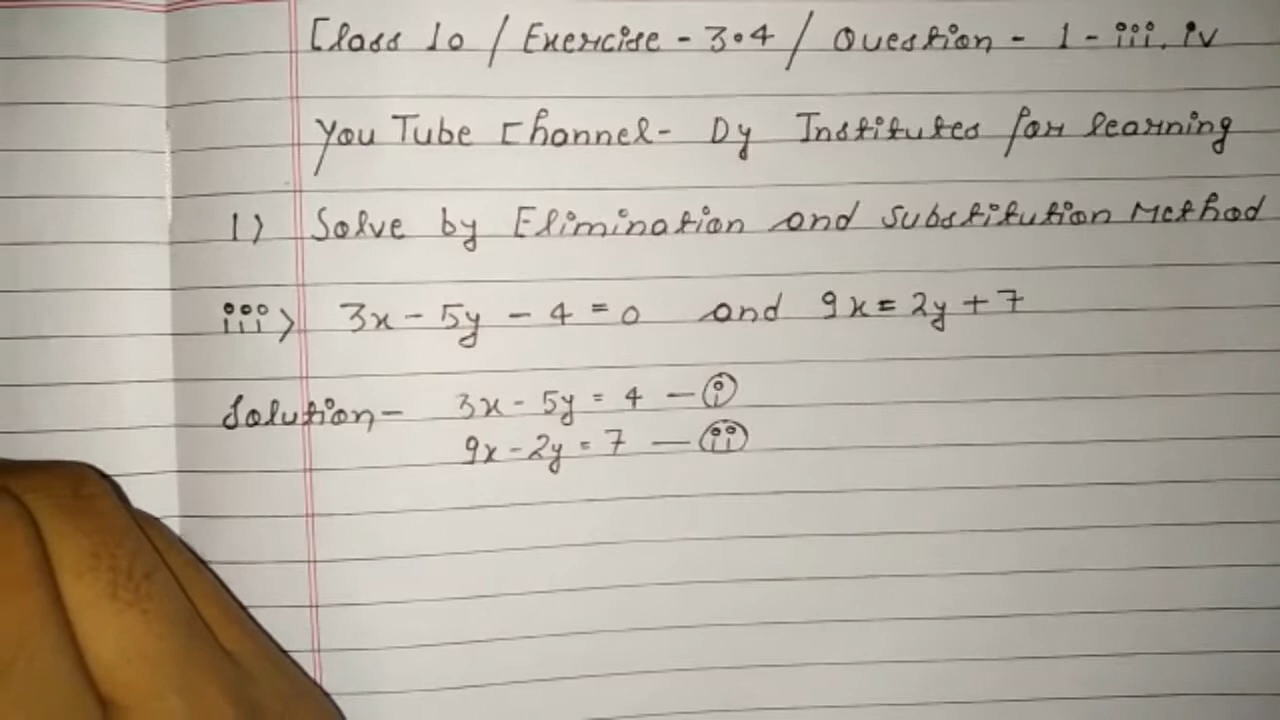 Class 10 / Exercise - 3.4 / Question - 1 - iii, iv
YouTube Channel - Dy Institutes for learning
1) Solve by Elimination and Substitution Method
iii) 3x - 5y - 4 = 0 and 9x = 2y + 7
Solution - 3x - 5y = 4 — (i)
9x - 2y = 7 — (ii)